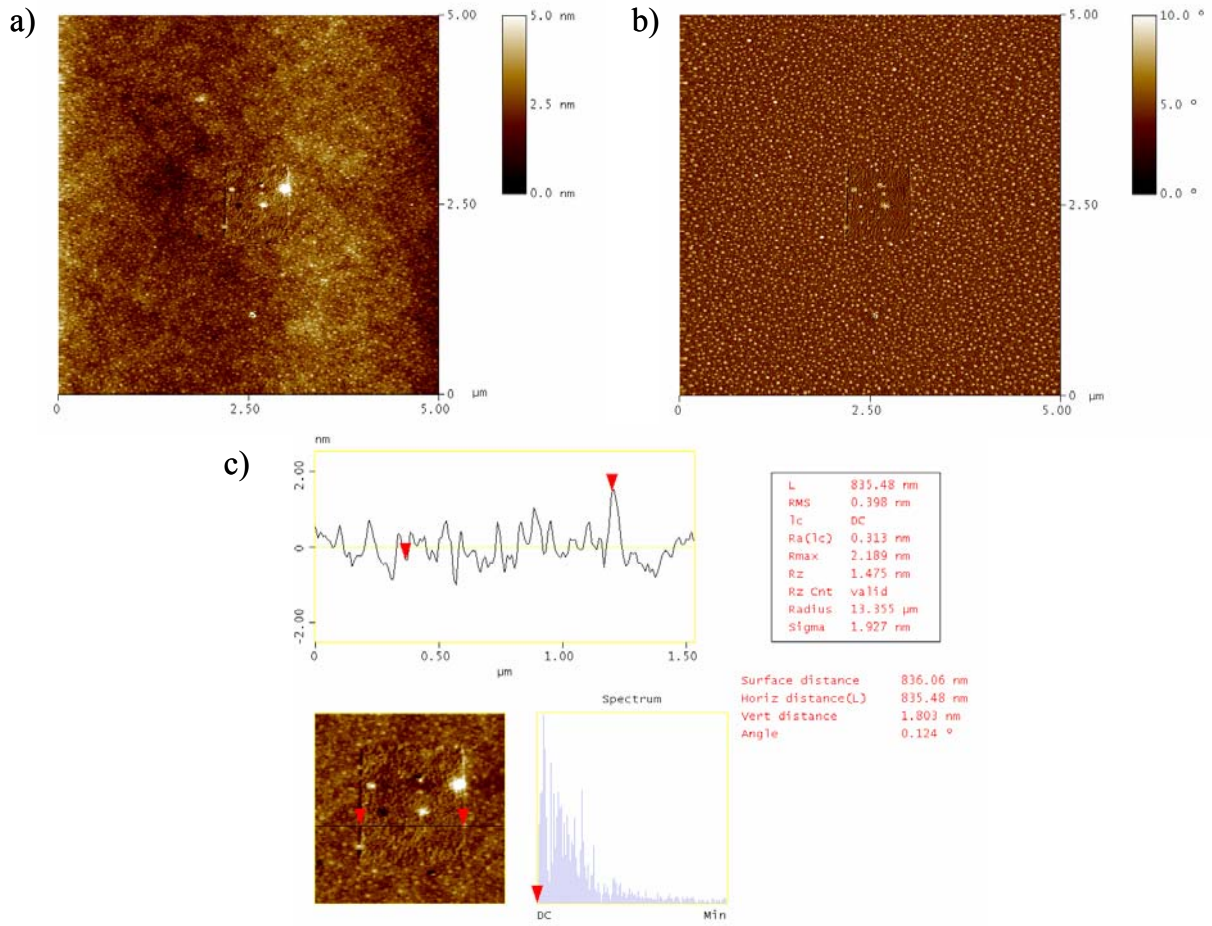 a)
5.00
5.0 nm
2.5 nm
0.0 nm
2.50
0 µm
0 2.50 5.00
b)
5.00
10.0 º
5.0 º
0.0 º
2.50
0 µm
0 2.50 5.00
µm
c)
nm
2.00
0
-2.00
0 0.50 1.00 1.50
µm
L 835.48 nm
RMS 0.398 nm
lc DC
Ra(lc) 0.313 nm
Rmax 2.189 nm
Rz 1.475 nm
Rz Cnt valid
Radius 13.355 µm
Sigma 1.927 nm
Surface distance 836.06 nm
Horiz distance(L) 835.48 nm
Vert distance 1.803 nm
Angle 0.124 º
Spectrum
DC Min